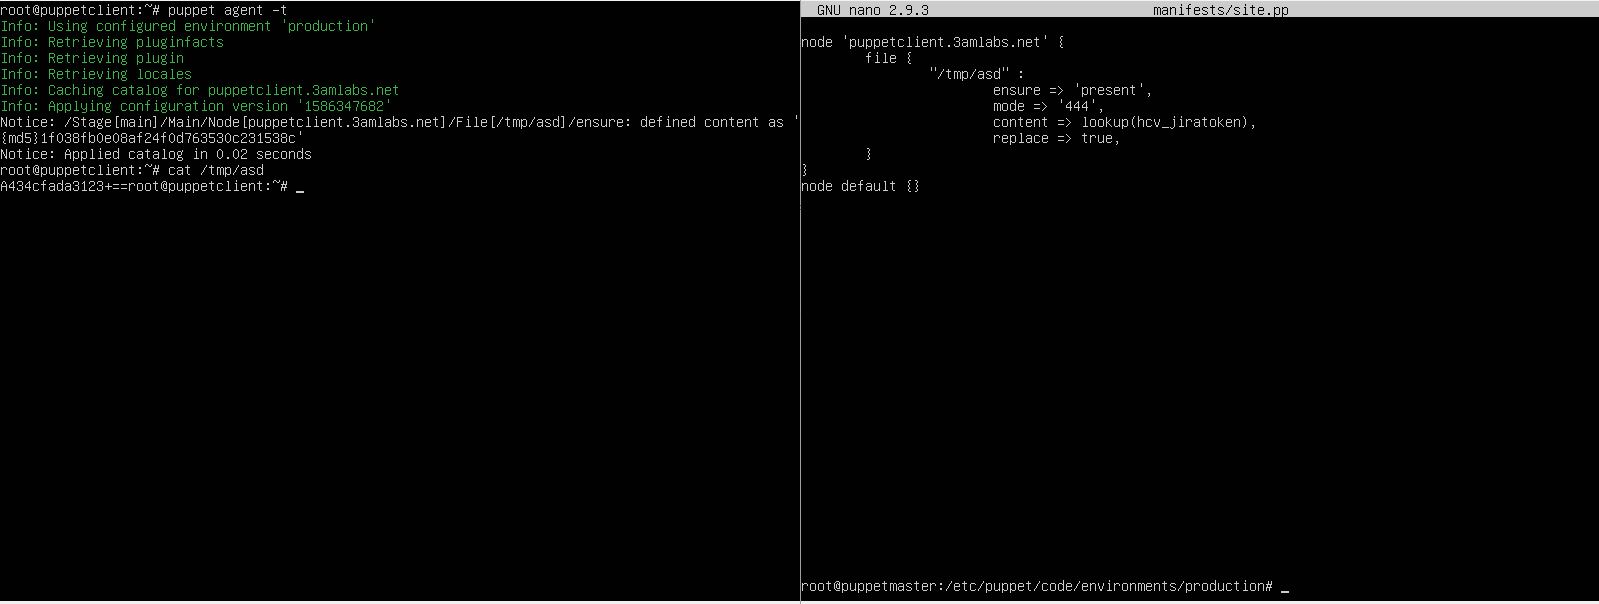 root@puppetclient:~# puppet agent -t
Info: Using configured environment 'production'
Info: Retrieving pluginfacts
Info: Retrieving plugin
Info: Retrieving locales
Info: Caching catalog for puppetclient.3amlabs.net
Info: Applying configuration version '1586347682'
Notice: /Stage[main]/Main/Node[puppetclient.3amlabs.net]/File[/tmp/asd]/ensure: defined content as '
{md5}1f038fb0e08af24f0d763530c231538c'
Notice: Applied catalog in 0.02 seconds
root@puppetclient:~# cat /tmp/asd
A434cfada3123+==root@puppetclient:~# _
GNU nano 2.9.3 manifests/site.pp
node 'puppetclient.3amlabs.net' {
file {
"/tmp/asd" :
ensure => 'present',
mode => '444',
content => lookup(hcv_jiratoken),
replace => true,
}
}
node default {}
root@puppetmaster:/etc/puppet/code/environments/production# _